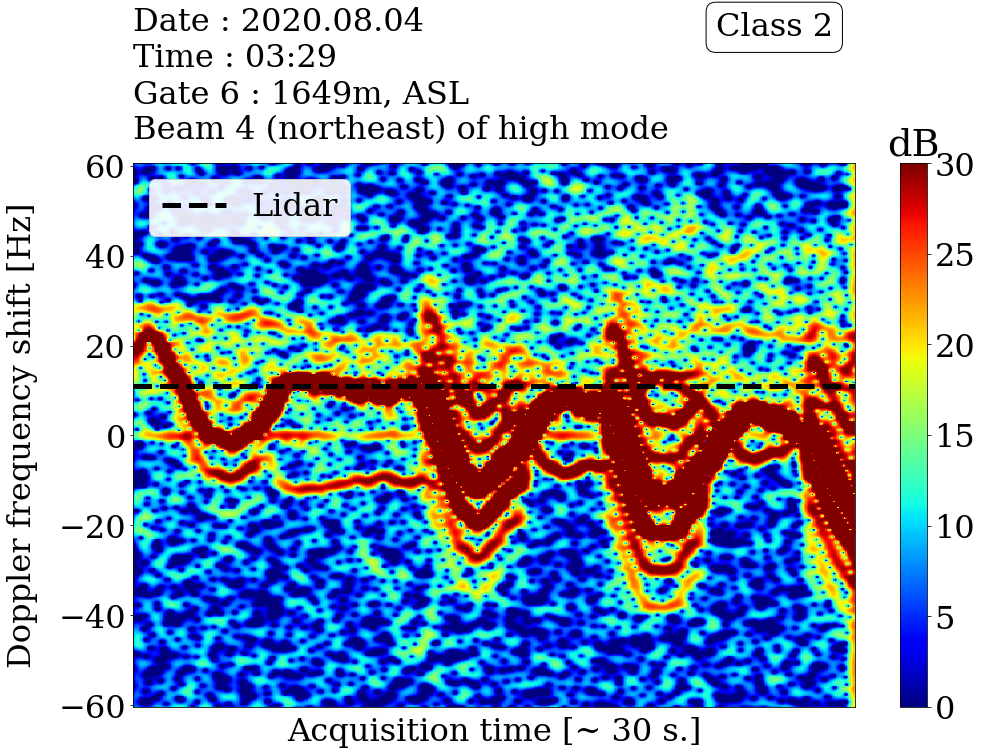 Date : 2020.08.04
Time : 03:29
Gate 6 : 1649m, ASL
Beam 4 (northeast) of high mode
Class 2
dB
Lidar
Doppler frequency shift [Hz]
60
40
20
0
−20
−40
−60
30
25
20
15
10
5
0
Acquisition time [~ 30 s.]